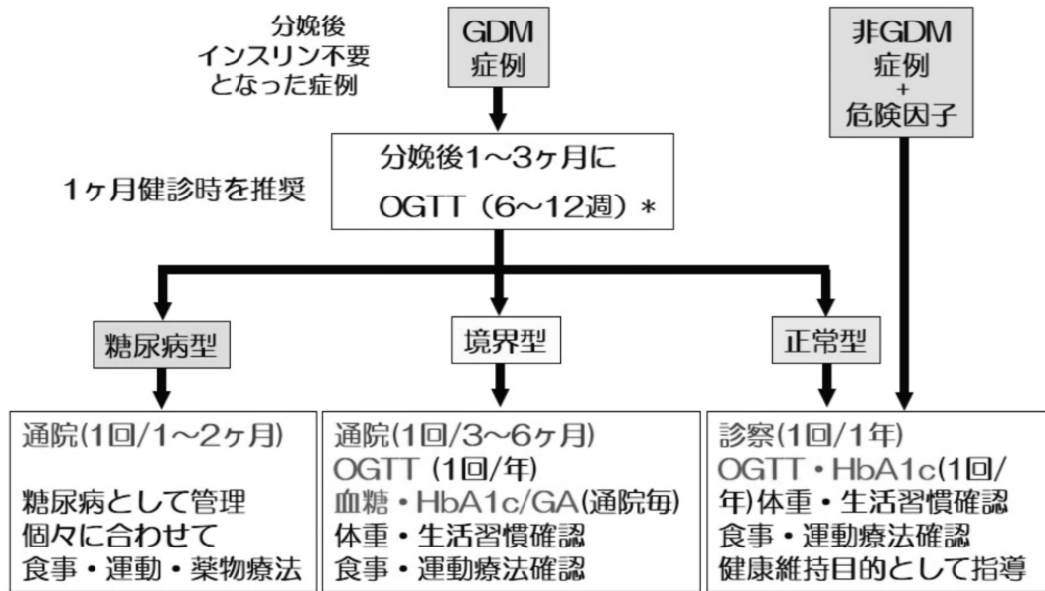 分娩後
インスリン不要
となった症例
GDM
症例
非GDM
症例
+
危険因子
1ヶ月健診時を推奨
分娩後1～3ヶ月に
OGTT（6～12週）*
糖尿病型
境界型
正常型
通院(1回/1～2ヶ月)
糖尿病として管理
個々に合わせて
食事・運動・薬物療法
通院(1回/3～6ヶ月)
OGTT (1回/年)
血糖・HbA1c/GA(通院毎)
体重・生活習慣確認
食事・運動療法確認
診察(1回/1年)
OGTT・HbA1c(1回/
年)体重・生活習慣確認
食事・運動療法確認
健康維持目的として指導